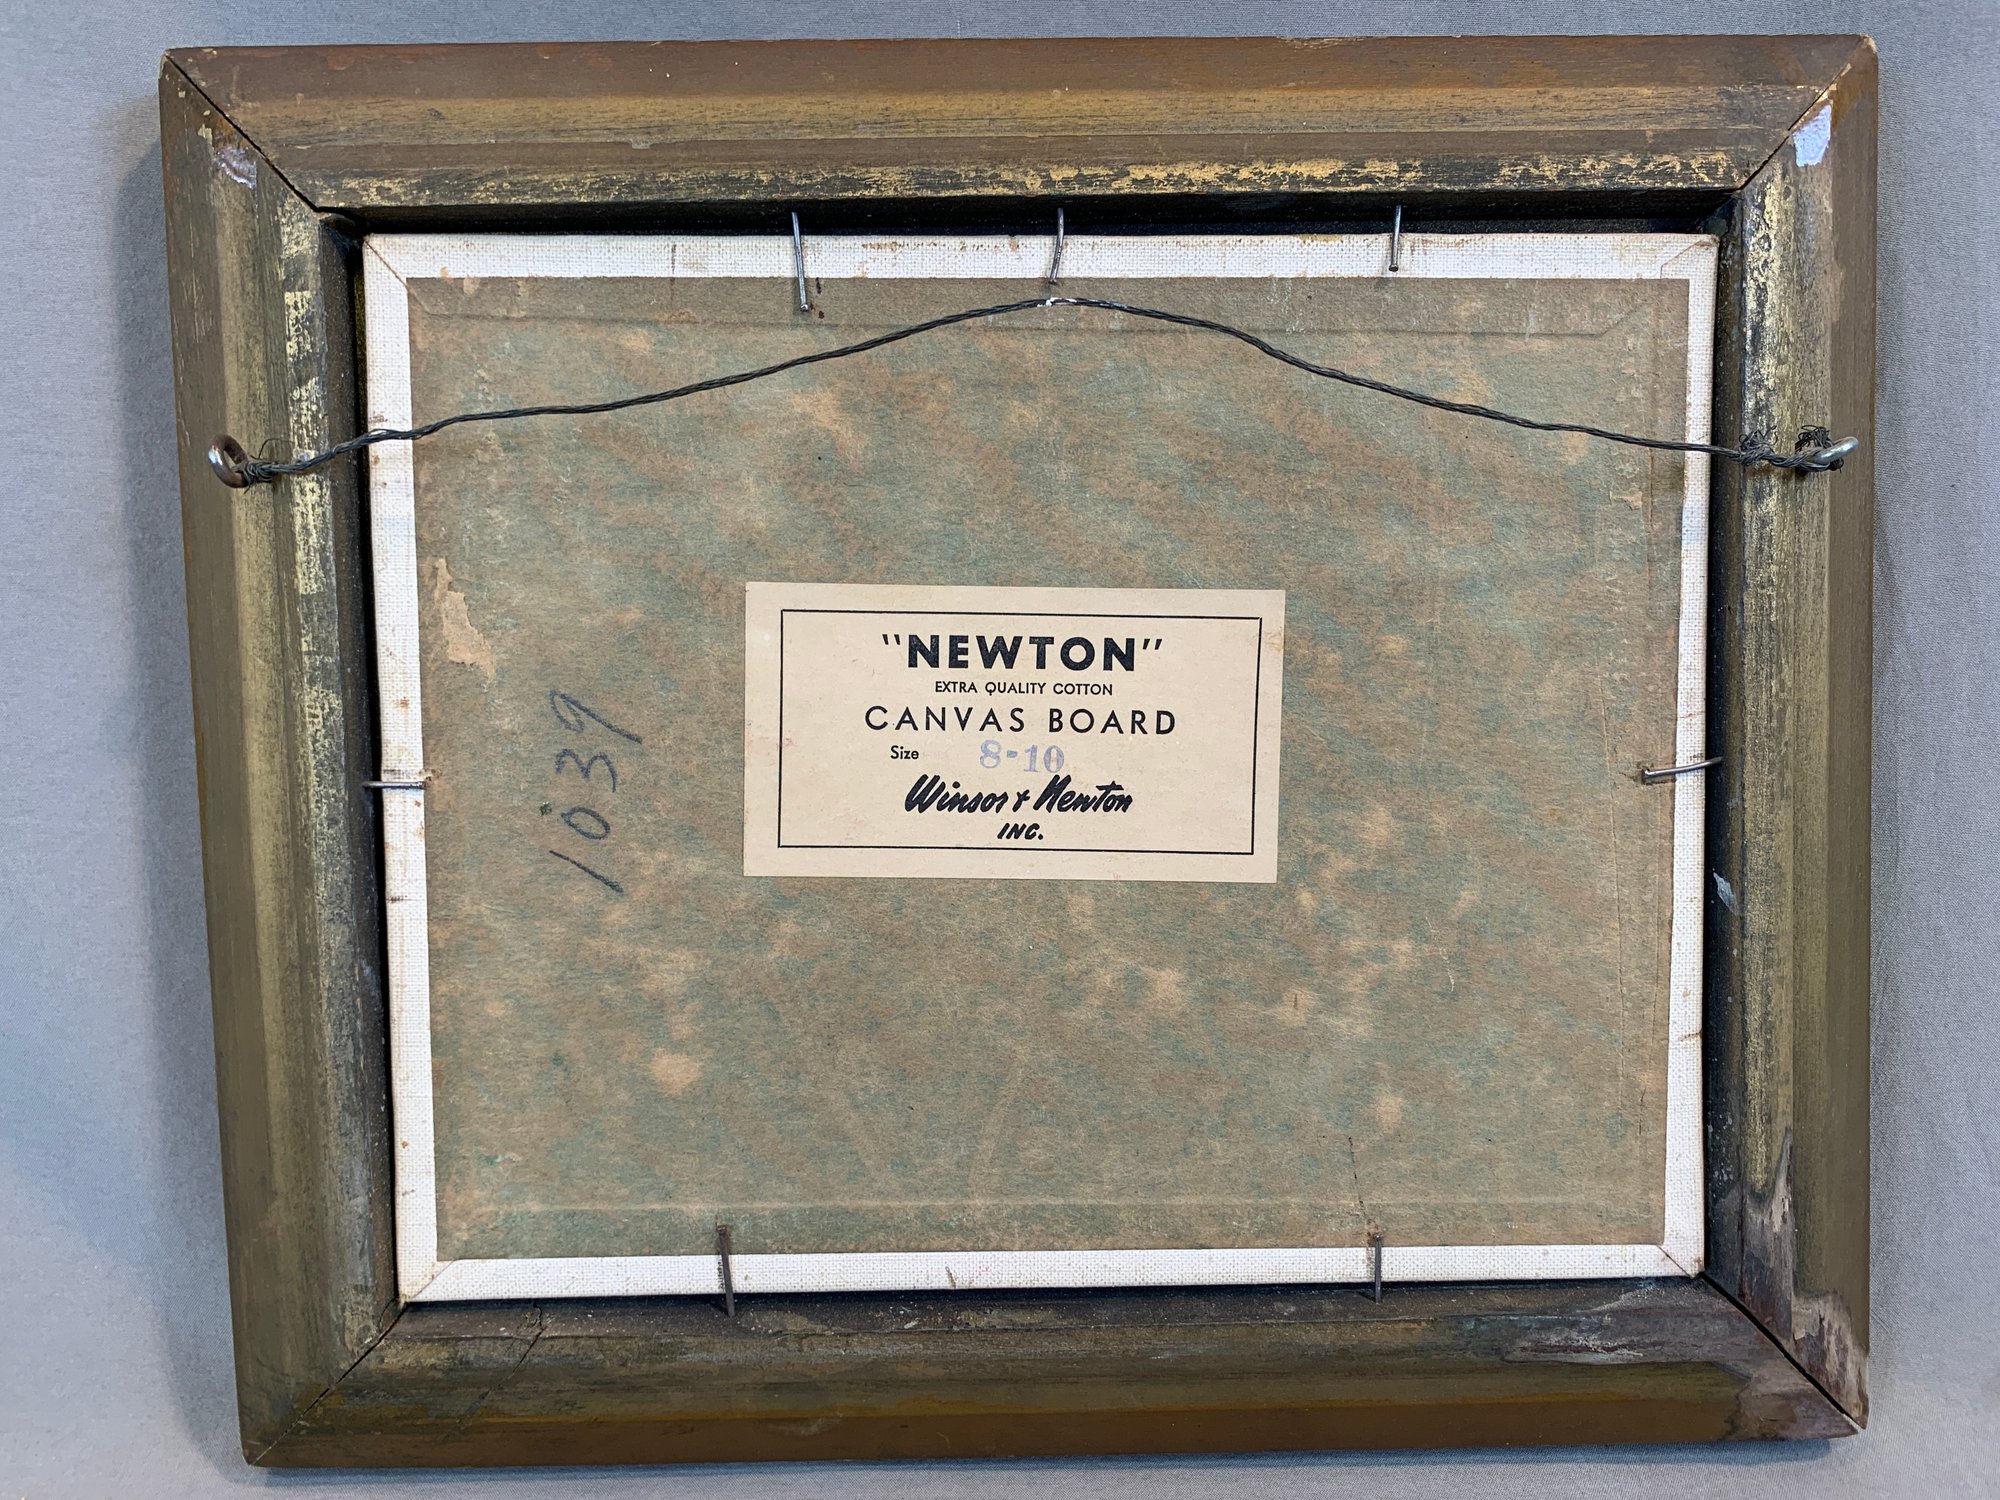 "NEWTON"
EXTRA QUALITY COTTON
CANVAS BOARD
Size 8-10
Winsor & Newton
INC.
1039